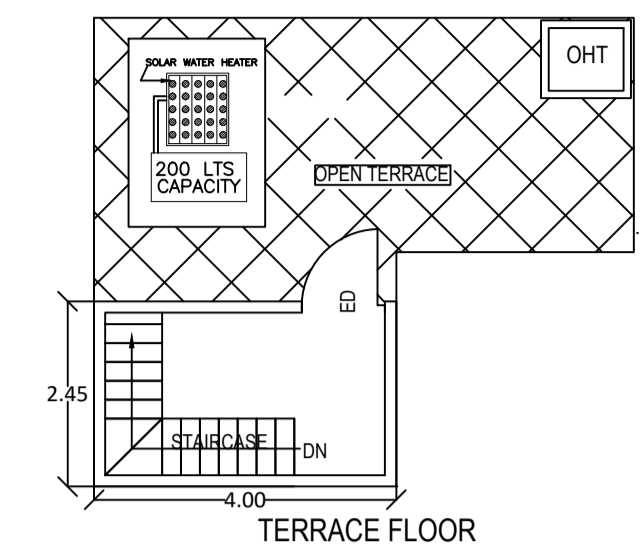 SOLAR WATER HEATER
OHT
200 LTS
CAPACITY
OPEN TERRACE
ED
2.45
STAIRCASE
DN
4.00
TERRACE FLOOR